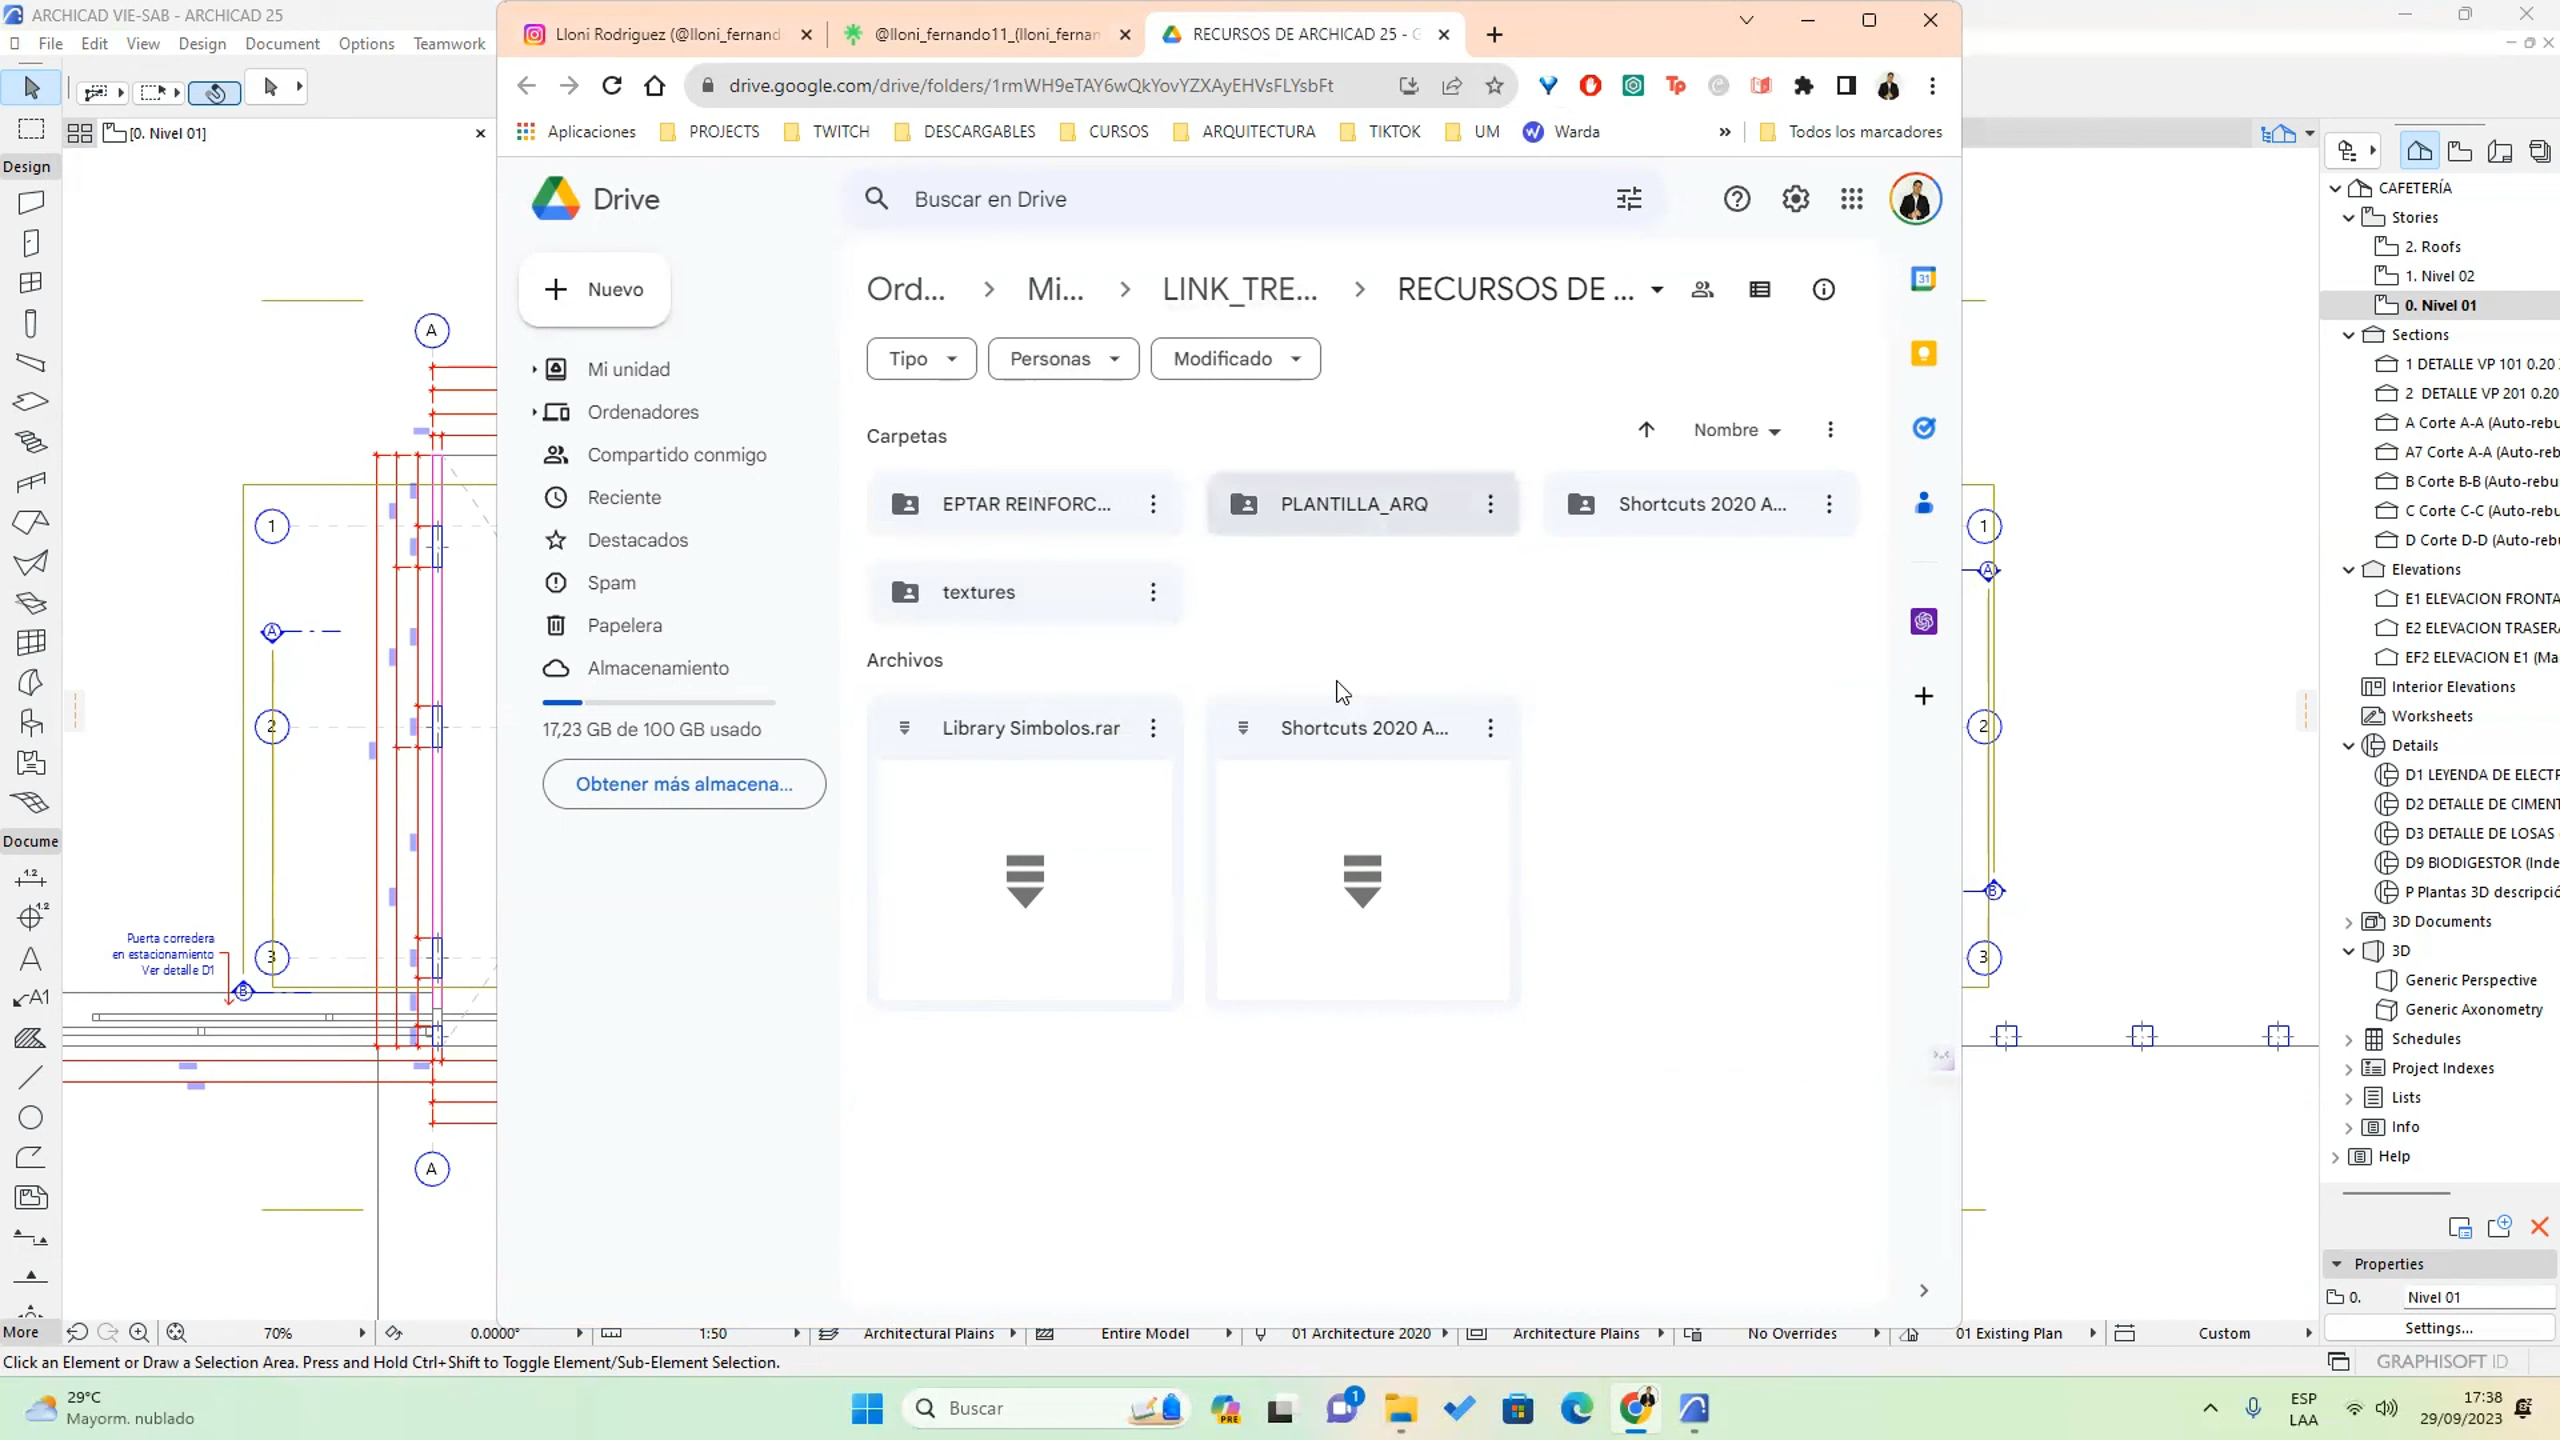 ARCHICAD VIE-SAB - ARCHICAD 25
File Edit View Design Document Options Teamwork
[0. Nivel 01]
Design
Docume
More
Lloni Rodriguez (@lloni_fernand
@lloni_fernando11_(lloni_fernan
RECURSOS DE ARCHICAD 25 - G
drive.google.com/drive/folders/1rmWH9eTAY6wQkYovYZXAyEHVsFLYsbFt
Aplicaciones PROJECTS TWITCH DESCARGABLES CURSOS ARQUITECTURA TIKTOK UM Warda » Todos los marcadores
Drive
Buscar en Drive
Nuevo
Mi unidad
Ordenadores
Compartido conmigo
Reciente
Destacados
Spam
Papelera
Almacenamiento
17,23 GB de 100 GB usado
Obtener más almacena...
Ord... > Mi... > LINK_TRE... > RECURSOS DE ...
Tipo Personas Modificado
Carpetas
Nombre
EPTAR REINFORC...
PLANTILLA_ARQ
Shortcuts 2020 A...
textures
Archivos
Library Simbolos.rar
Shortcuts 2020 A...
31
A
1
A
2
3
B
A
Puerta corredera
en estacionamiento
Ver detalle D1
1
A
2
B
3
CAFETERÍA
Stories
2. Roofs
1. Nivel 02
0. Nivel 01
Sections
1 DETALLE VP 101 0.20
2 DETALLE VP 201 0.20
A Corte A-A (Auto-rebu
A7 Corte A-A (Auto-reb
B Corte B-B (Auto-rebu
C Corte C-C (Auto-rebu
D Corte D-D (Auto-rebu
Elevations
E1 ELEVACION FRONTA
E2 ELEVACION TRASERA
EF2 ELEVACION E1 (Ma
Interior Elevations
Worksheets
Details
D1 LEYENDA DE ELECTR
D2 DETALLE DE CIMENT
D3 DETALLE DE LOSAS
D9 BIODIGESTOR (Inde
P Plantas 3D descripció
3D Documents
3D
Generic Perspective
Generic Axonometry
Schedules
Project Indexes
Lists
Info
Help
Properties
0. Nivel 01
Settings...
70% 0.0000° 1:50 Architectural Plains Entire Model 01 Architecture 2020 Architecture Plains No Overrides 01 Existing Plan Custom
Click an Element or Draw a Selection Area. Press and Hold Ctrl+Shift to Toggle Element/Sub-Element Selection.
GRAPHISOFT ID
29°C
Mayorm. nublado
Buscar
PRE
1
ESP
LAA
17:38
29/09/2023